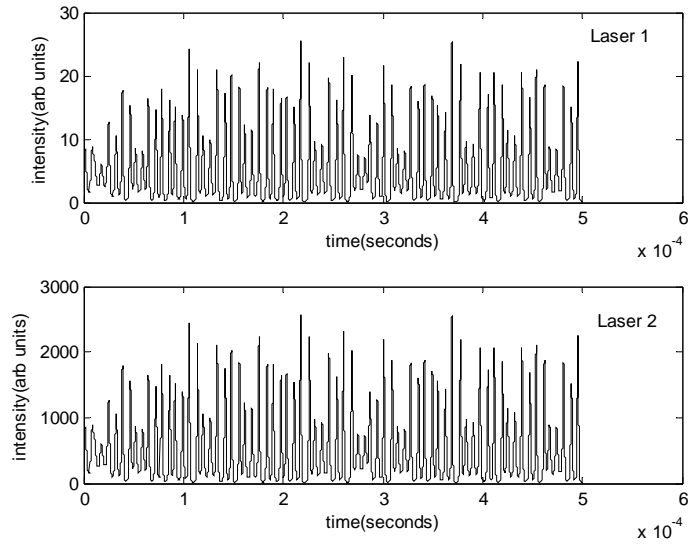 30
Laser 1
20
10
0
intensity(arb units)
0 1 2 3 4 5 6
time(seconds)
x 10-4
3000
Laser 2
2000
1000
0
intensity(arb units)
0 1 2 3 4 5 6
time(seconds)
x 10-4